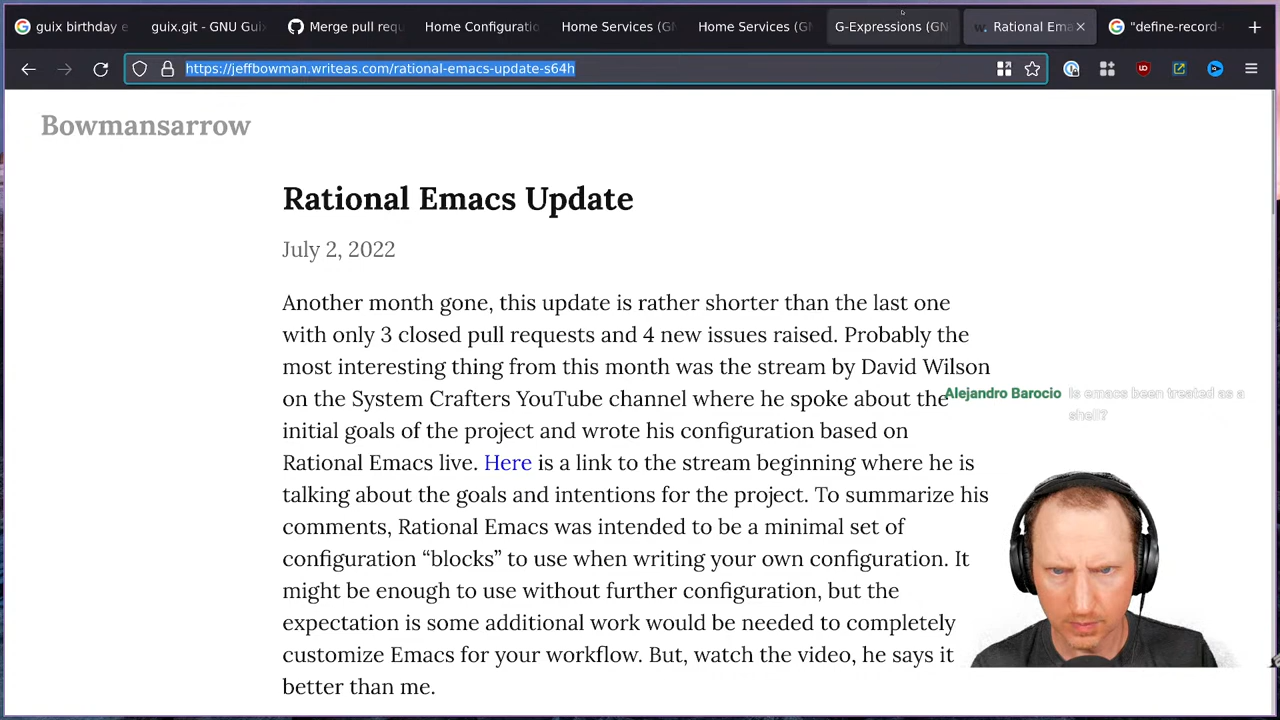 guix birthday e
guix.git - GNU Gui
Merge pull requ
Home Configuratio
Home Services (GN
Home Services (GN
G-Expressions (GN
Rational Ema
"define-record-
https://jeffbowman.writeas.com/rational-emacs-update-s64h
Bowmansarrow
Rational Emacs Update
July 2, 2022
Another month gone, this update is rather shorter than the last one
with only 3 closed pull requests and 4 new issues raised. Probably the
most interesting thing from this month was the stream by David Wilson
on the System Crafters YouTube channel where he spoke about the
initial goals of the project and wrote his configuration based on
Rational Emacs live. Here is a link to the stream beginning where he is
talking about the goals and intentions for the project. To summarize his
comments, Rational Emacs was intended to be a minimal set of
configuration “blocks” to use when writing your own configuration. It
might be enough to use without further configuration, but the
expectation is some additional work would be needed to completely
customize Emacs for your workflow. But, watch the video, he says it
better than me.
Alejandro Barocio Is emacs been treated as a
shell?